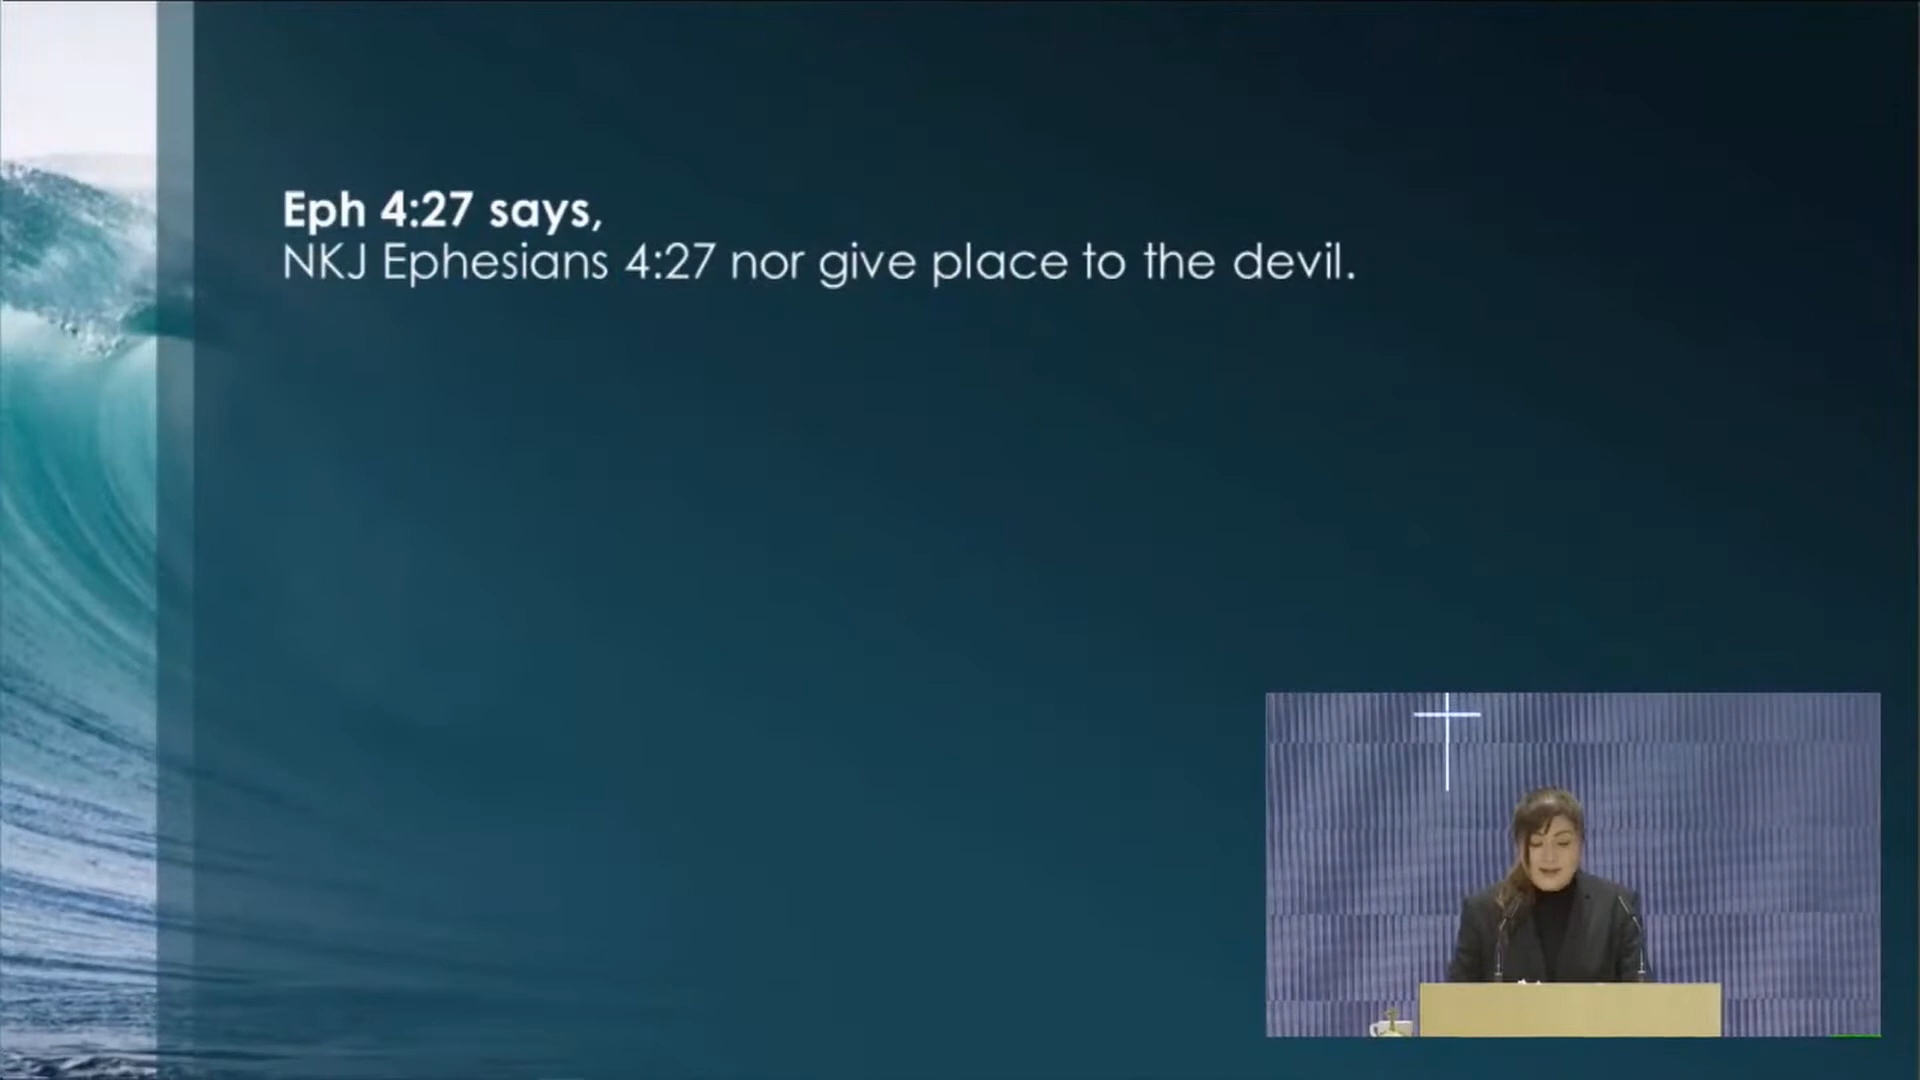 Eph 4:27 says,
NKJ Ephesians 4:27 nor give place to the devil.